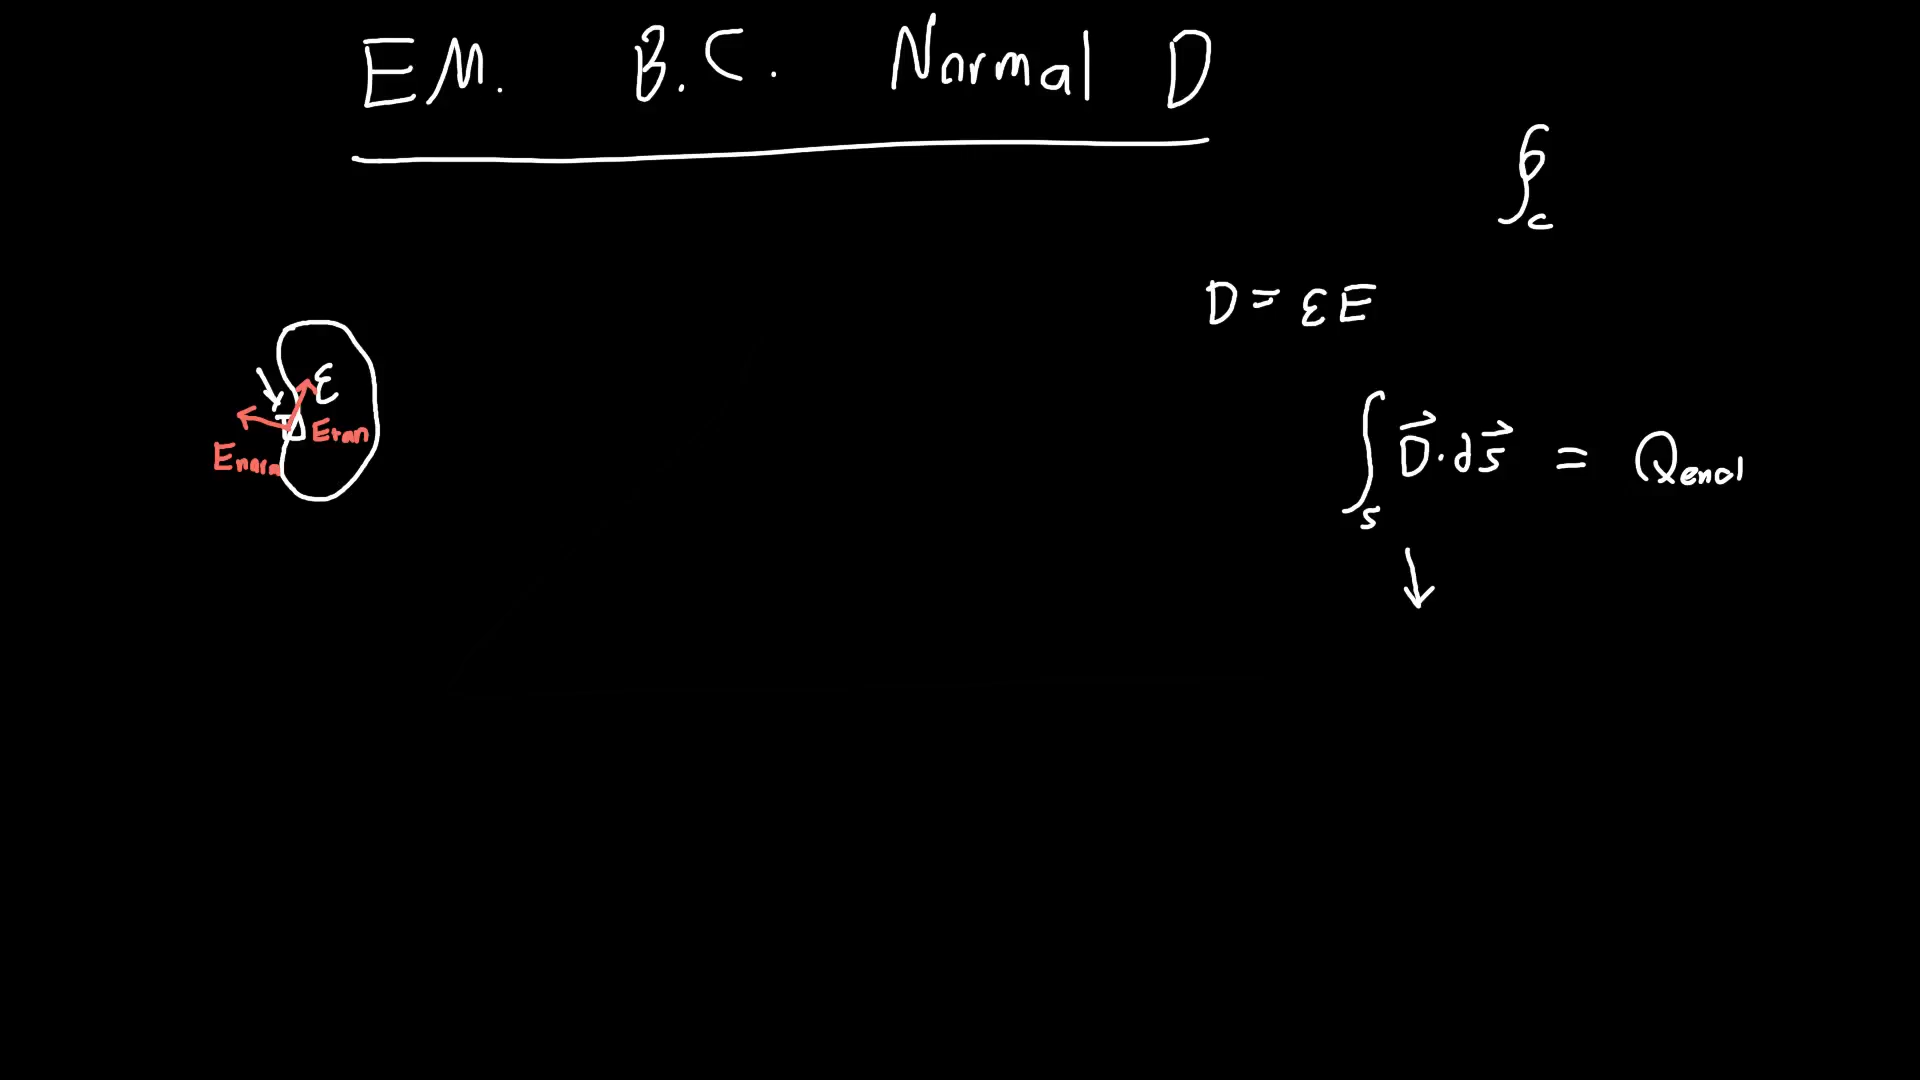 EM. B.C. Normal D
∮c
D = εE
ε
Etan
Enorm
∫s D⃗ · ds⃗ = Qencl